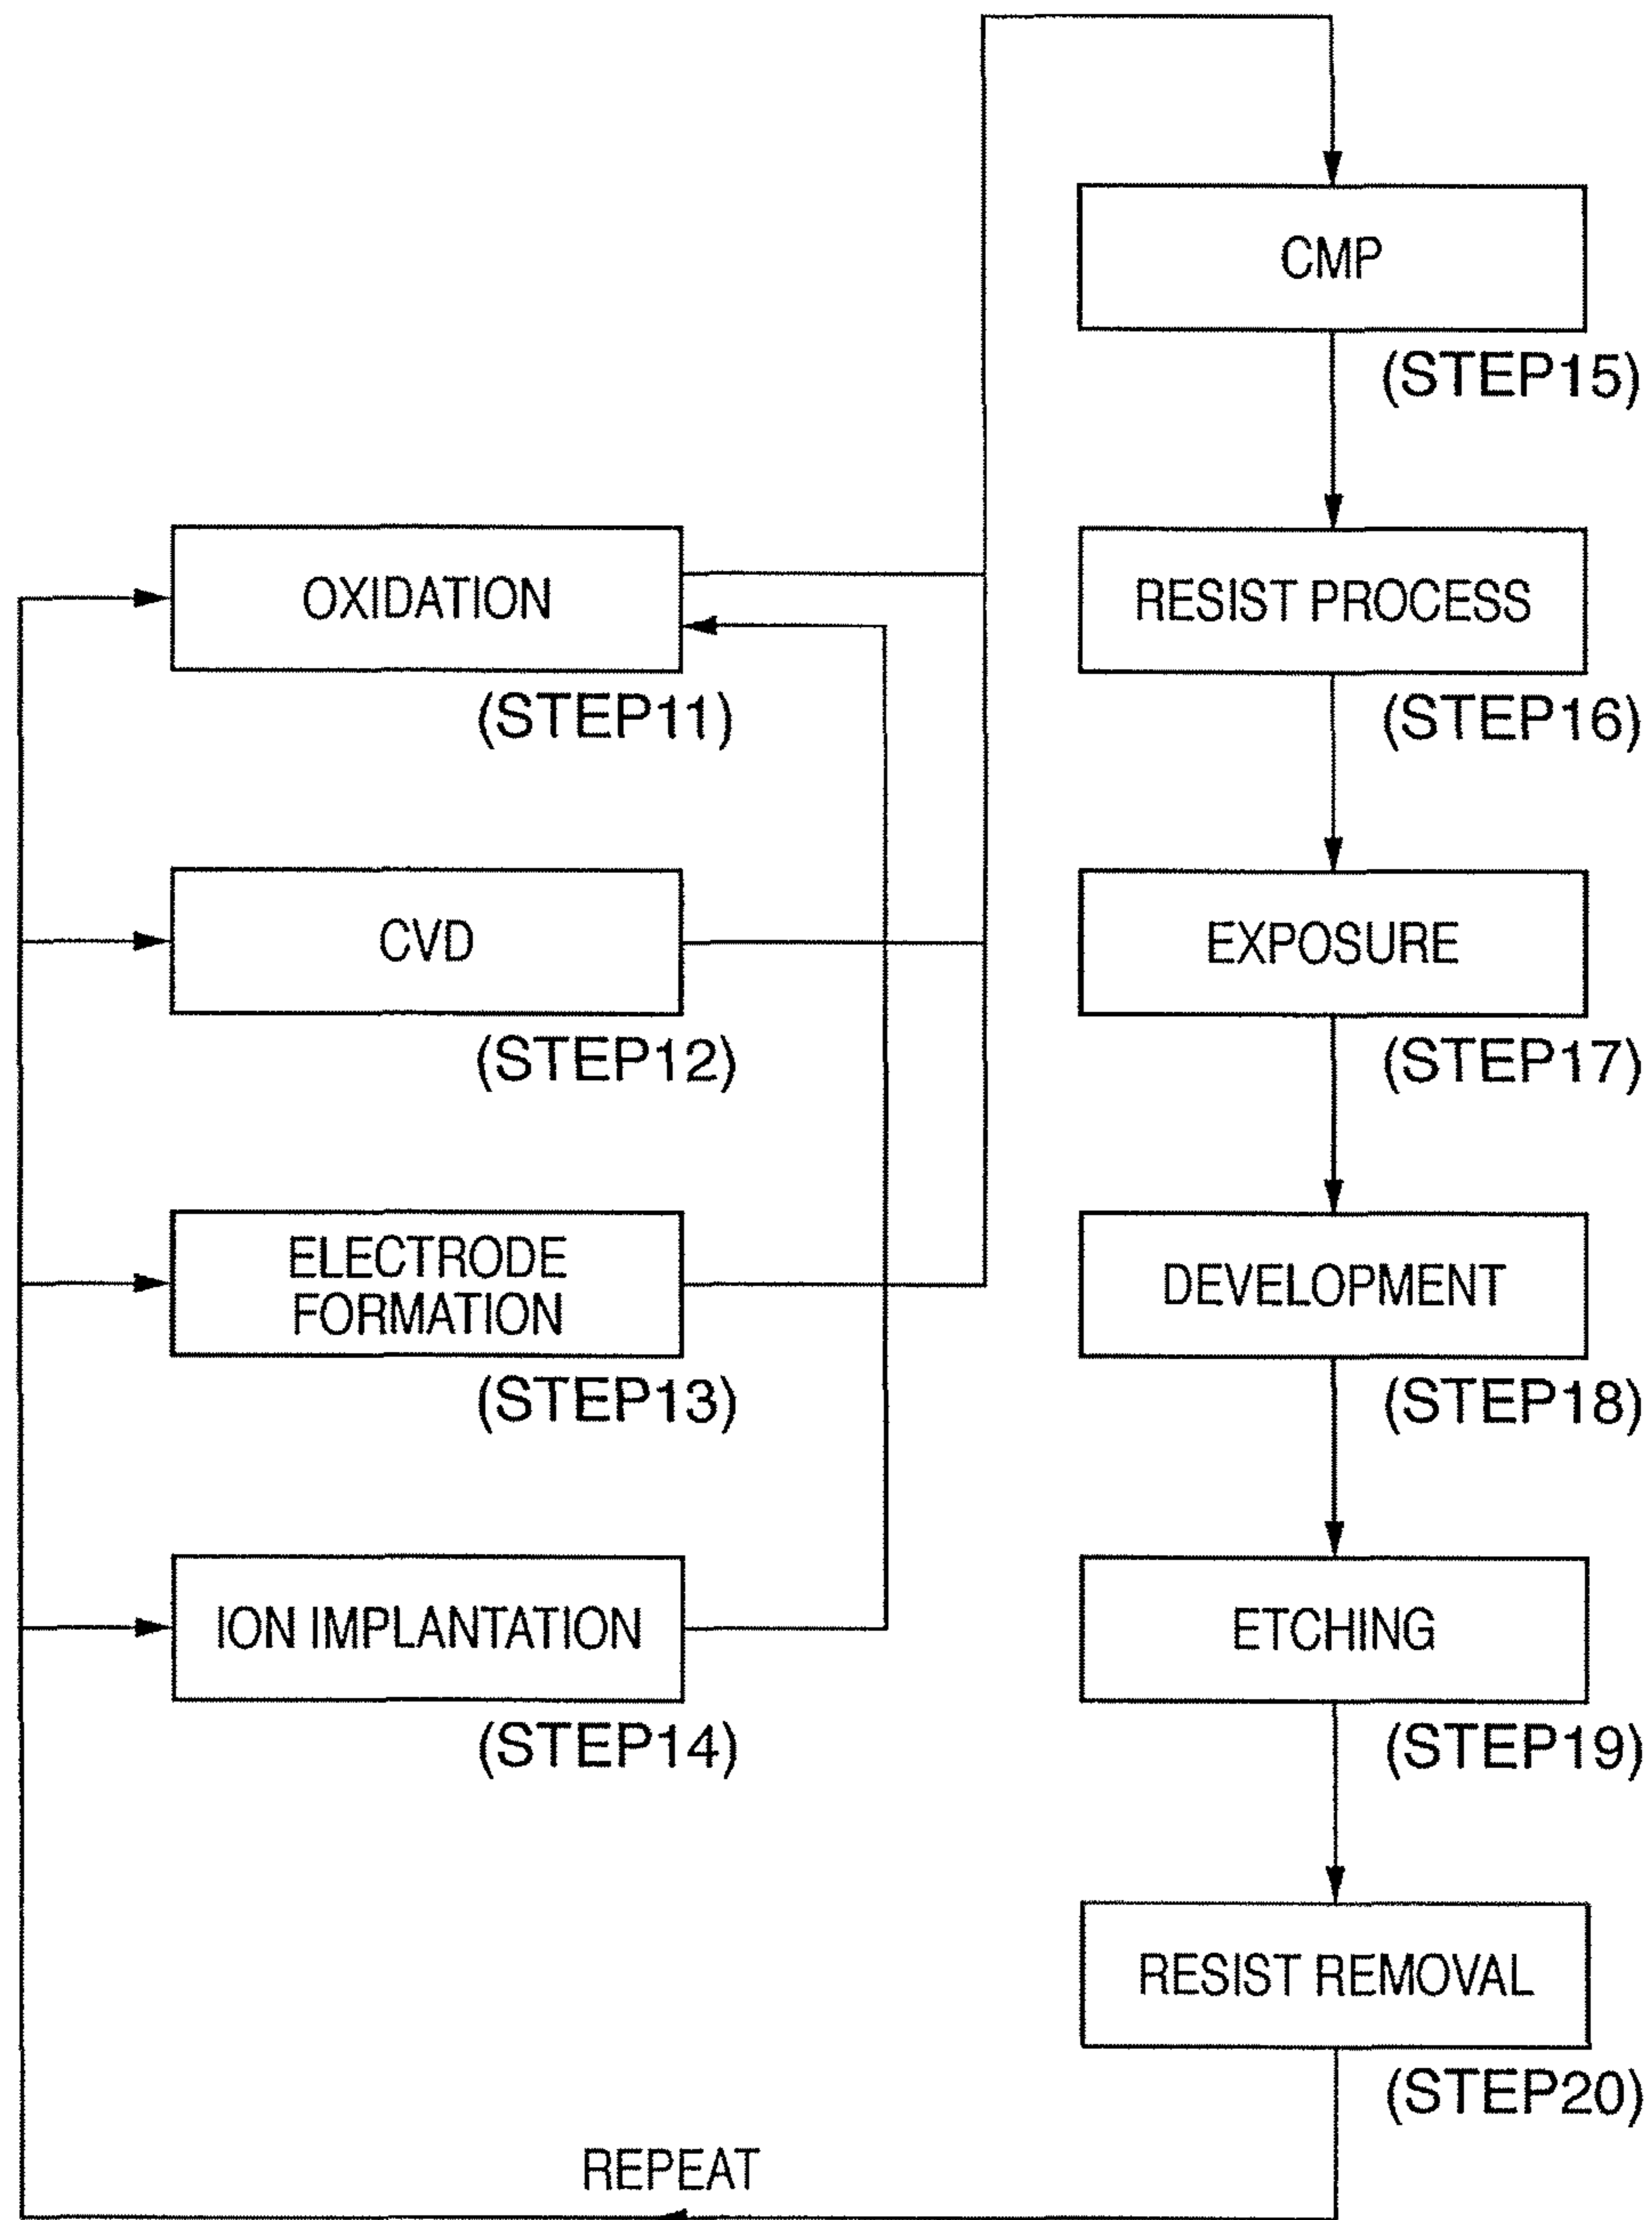 OXIDATION
(STEP11)
CVD
(STEP12)
ELECTRODE
FORMATION
(STEP13)
ION IMPLANTATION
(STEP14)
CMP
(STEP15)
RESIST PROCESS
(STEP16)
EXPOSURE
(STEP17)
DEVELOPMENT
(STEP18)
ETCHING
(STEP19)
RESIST REMOVAL
(STEP20)
REPEAT